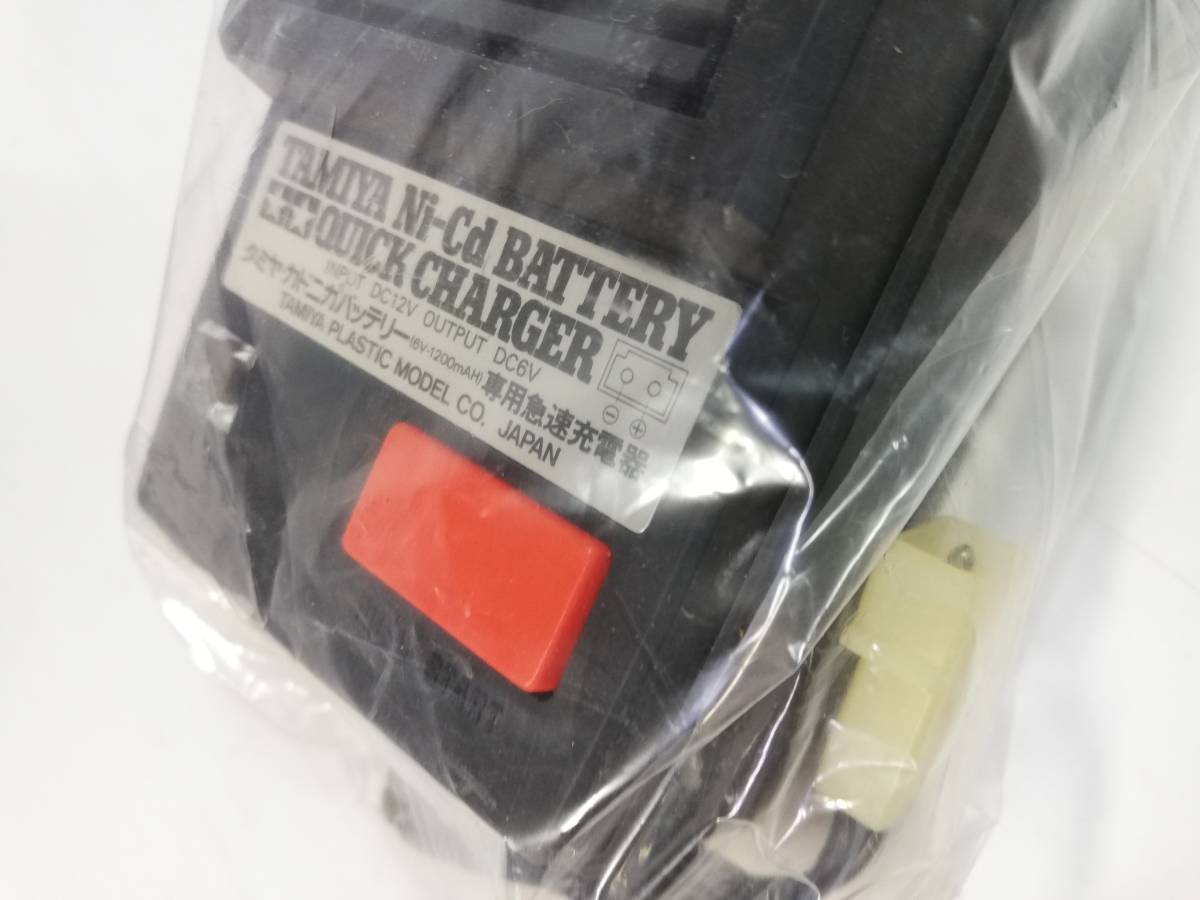 TAMIYA Ni-Cd BATTERY
QUICK CHARGER
INPUT DC12V OUTPUT DC6V
タミヤ・カドニカバッテリー(6V-1200mAH)専用急速充電器
TAMIYA PLASTIC MODEL CO. JAPAN
⊖ ⊕
START